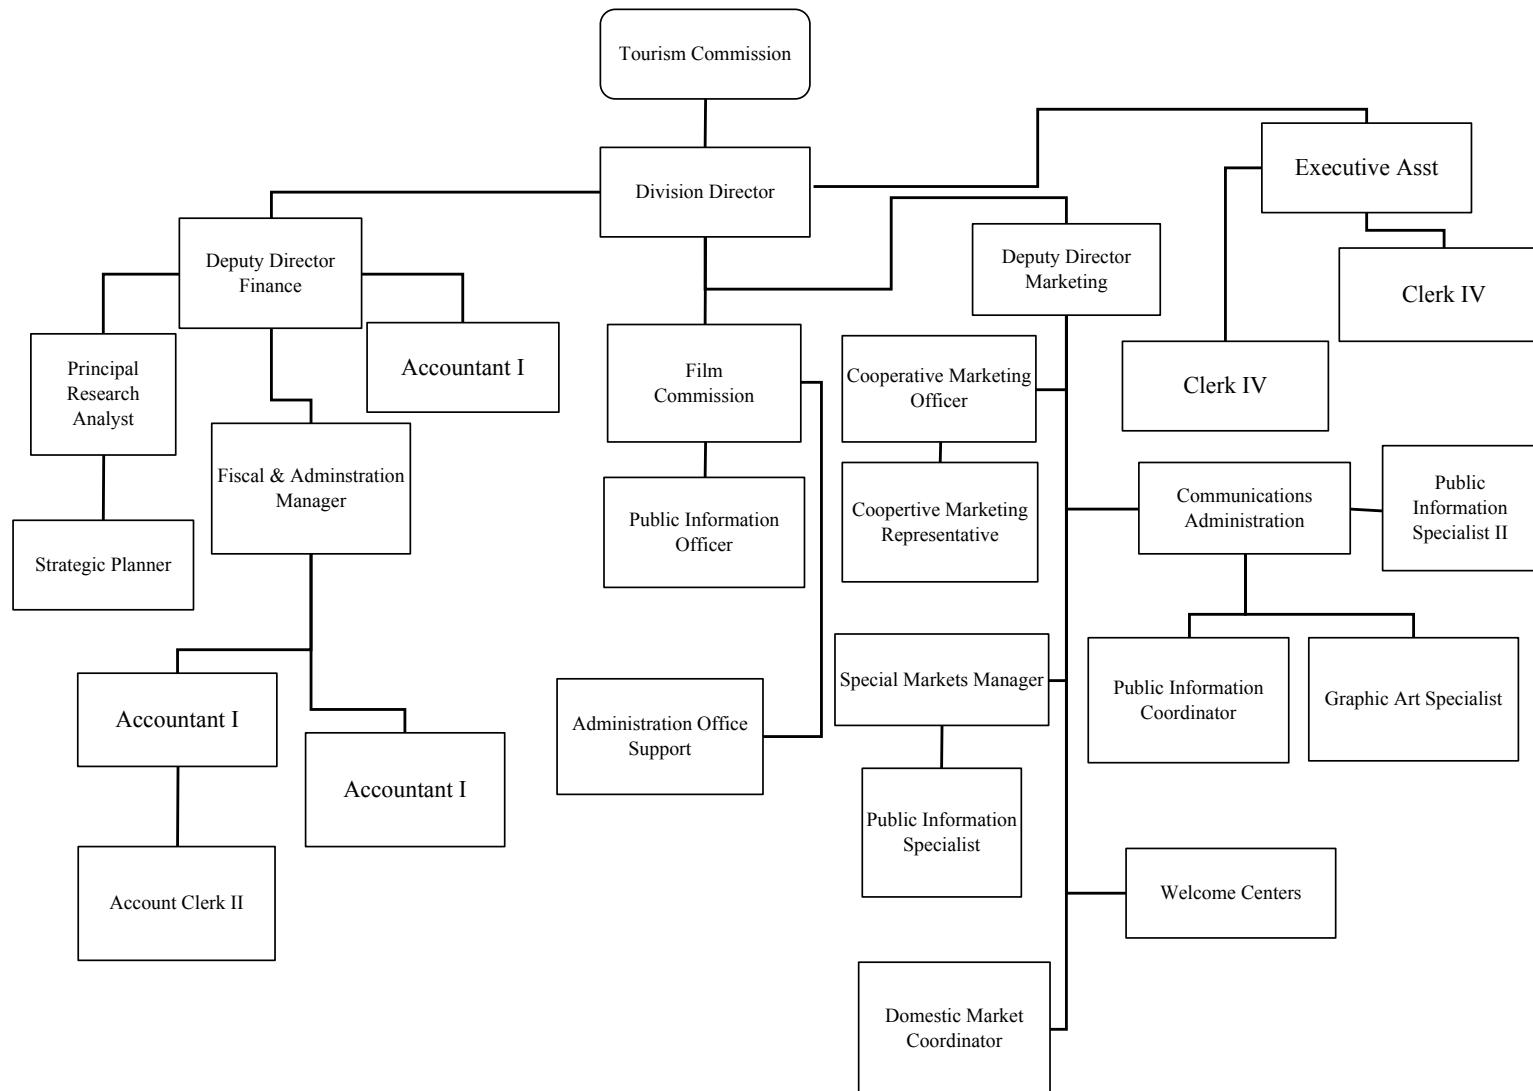 Tourism Commission
Division Director
Executive Asst
Deputy Director
Finance
Deputy Director
Marketing
Clerk IV
Clerk IV
Principal
Research
Analyst
Accountant I
Film
Commission
Cooperative Marketing
Officer
Fiscal & Adminstration
Manager
Public Information
Officer
Coopertive Marketing
Representative
Communications
Administration
Public
Information
Specialist II
Strategic Planner
Accountant I
Accountant I
Administration Office
Support
Special Markets Manager
Public Information
Coordinator
Graphic Art Specialist
Public Information
Specialist
Account Clerk II
Welcome Centers
Domestic Market
Coordinator